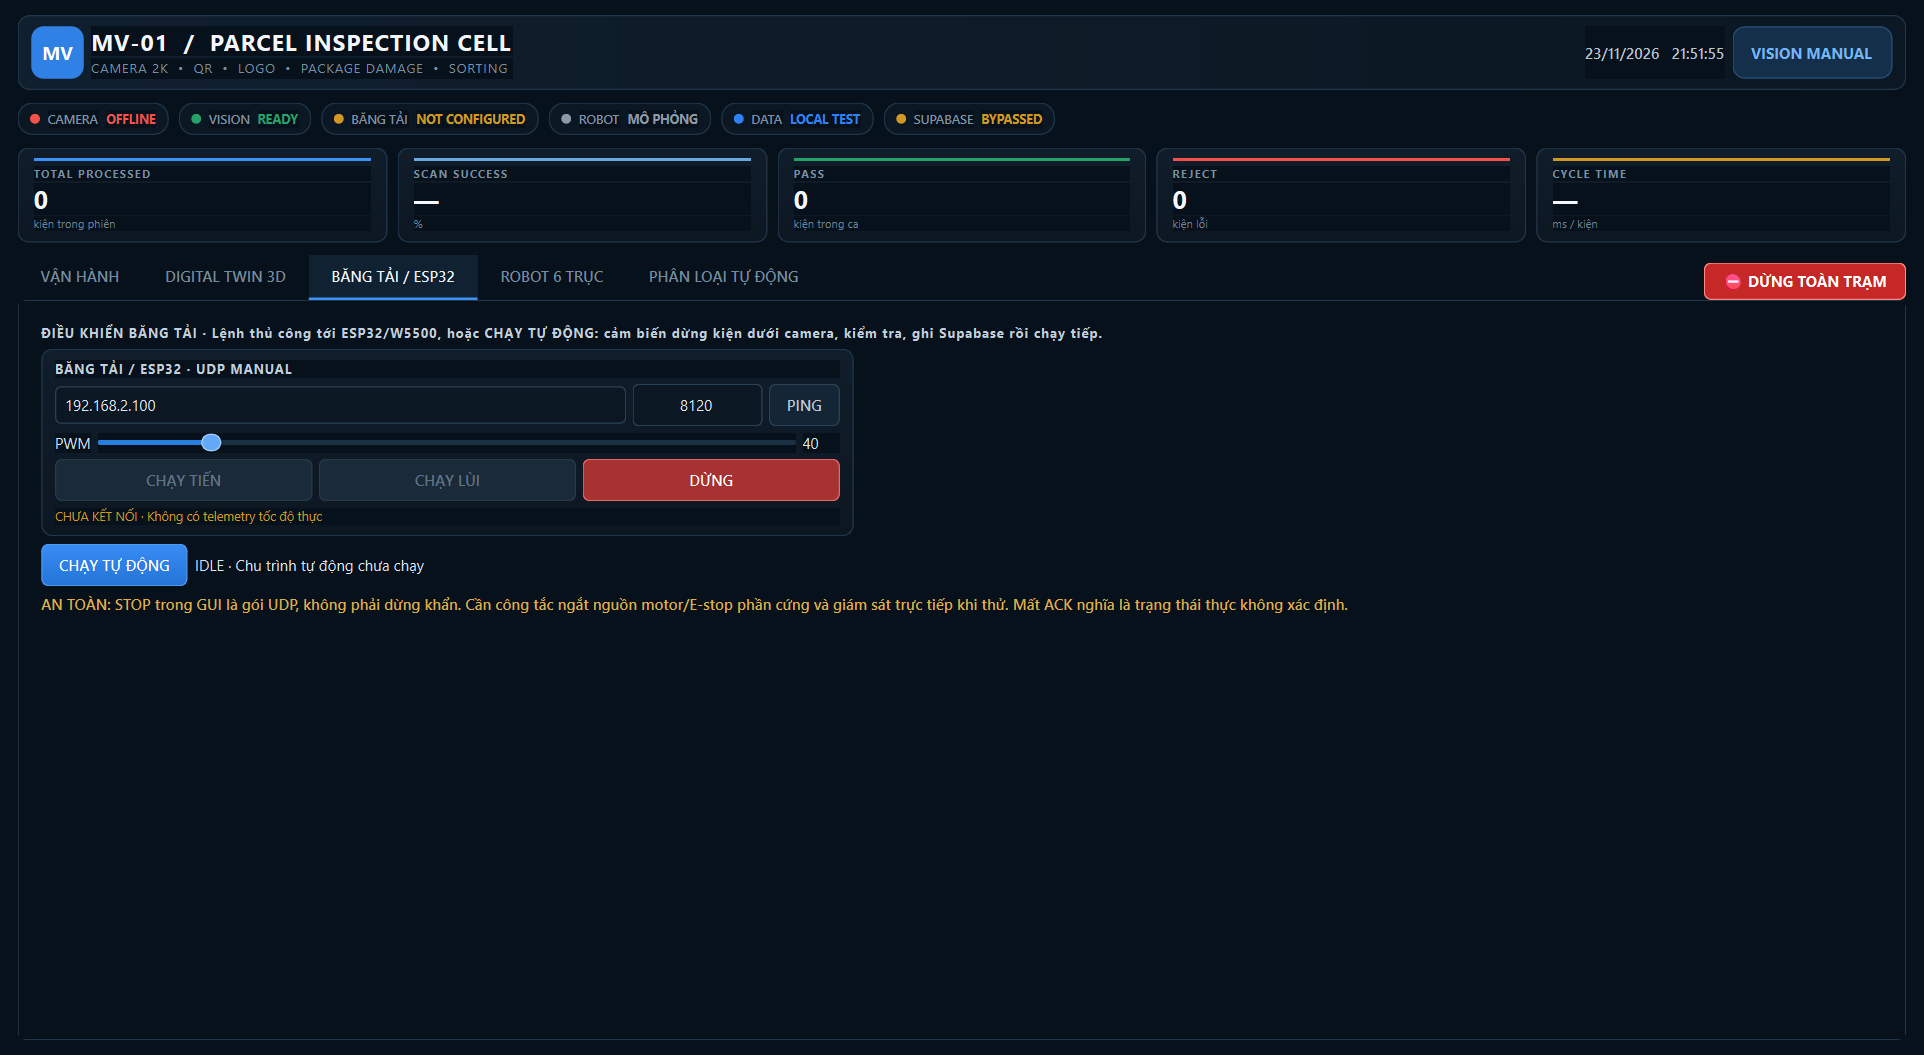 MV
MV-01 / PARCEL INSPECTION CELL
CAMERA 2K • QR • LOGO • PACKAGE DAMAGE • SORTING
23/11/2026 21:51:55
VISION MANUAL
CAMERA OFFLINE
VISION READY
BĂNG TẢI NOT CONFIGURED
ROBOT MÔ PHỎNG
DATA LOCAL TEST
SUPABASE BYPASSED
TOTAL PROCESSED
0
kiện trong phiên
SCAN SUCCESS
—
%
PASS
0
kiện trong ca
REJECT
0
kiện lỗi
CYCLE TIME
—
ms / kiện
VẬN HÀNH
DIGITAL TWIN 3D
BĂNG TẢI / ESP32
ROBOT 6 TRỤC
PHÂN LOẠI TỰ ĐỘNG
DỪNG TOÀN TRẠM
ĐIỀU KHIỂN BĂNG TẢI · Lệnh thủ công tới ESP32/W5500, hoặc CHẠY TỰ ĐỘNG: cảm biến dừng kiện dưới camera, kiểm tra, ghi Supabase rồi chạy tiếp.
BĂNG TẢI / ESP32 · UDP MANUAL
192.168.2.100
8120
PING
PWM
40
CHẠY TIẾN
CHẠY LÙI
DỪNG
CHƯA KẾT NỐI · Không có telemetry tốc độ thực
CHẠY TỰ ĐỘNG
IDLE · Chu trình tự động chưa chạy
AN TOÀN: STOP trong GUI là gói UDP, không phải dừng khẩn. Cần công tắc ngắt nguồn motor/E-stop phần cứng và giám sát trực tiếp khi thử. Mất ACK nghĩa là trạng thái thực không xác định.